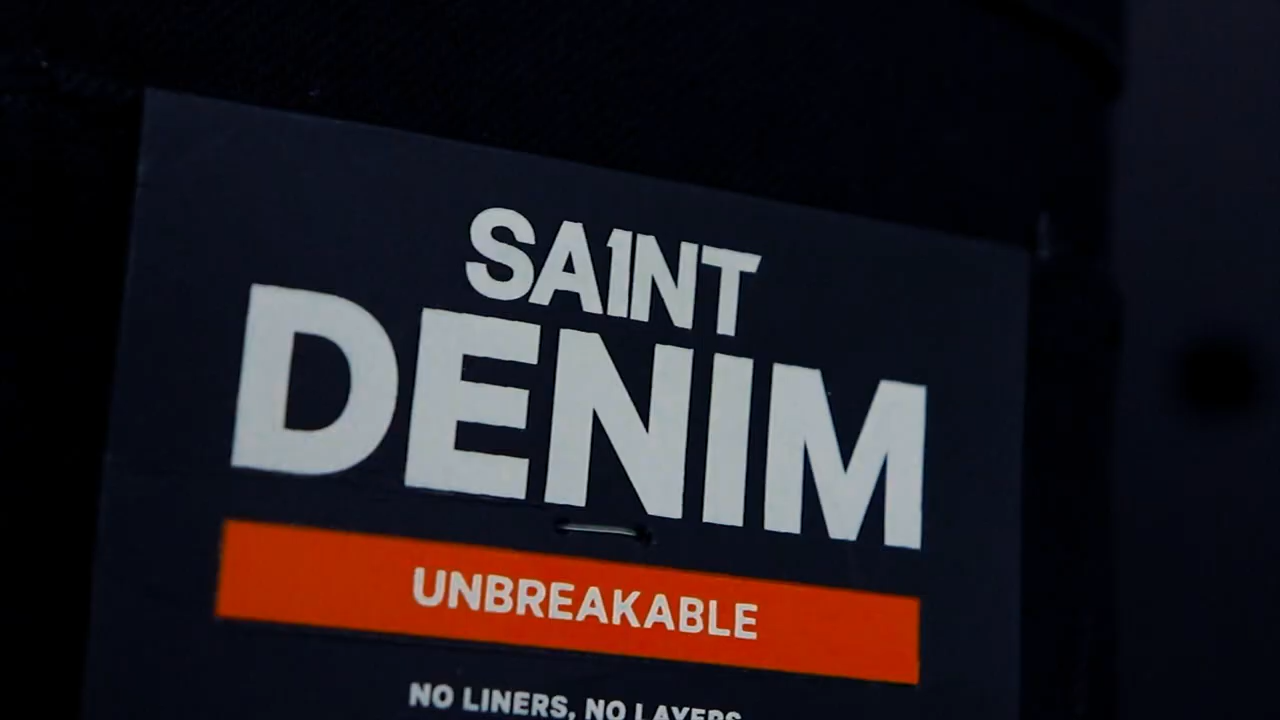 SA1NT
DENIM
UNBREAKABLE
NO LINERS, NO LAYERS